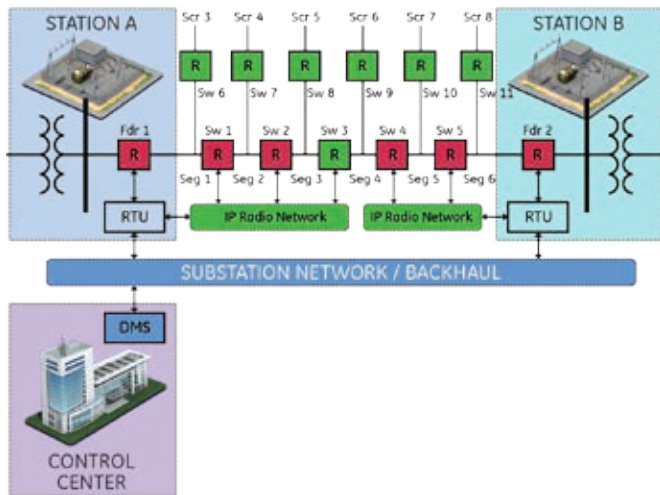 STATION A
Scr 3 Scr 4 Scr 5 Scr 6 Scr 7 Scr 8
STATION B
R R R R R R
Sw 6 Sw 7 Sw 8 Sw 9 Sw 10 Sw 11
Fdr 1 Sw 1 Sw 2 Sw 3 Sw 4 Sw 5 Fdr 2
R R R R R R R
Seg 1 Seg 2 Seg 3 Seg 4 Seg 5 Seg 6
RTU IP Radio Network IP Radio Network RTU
SUBSTATION NETWORK / BACKHAUL
DMS
CONTROL
CENTER